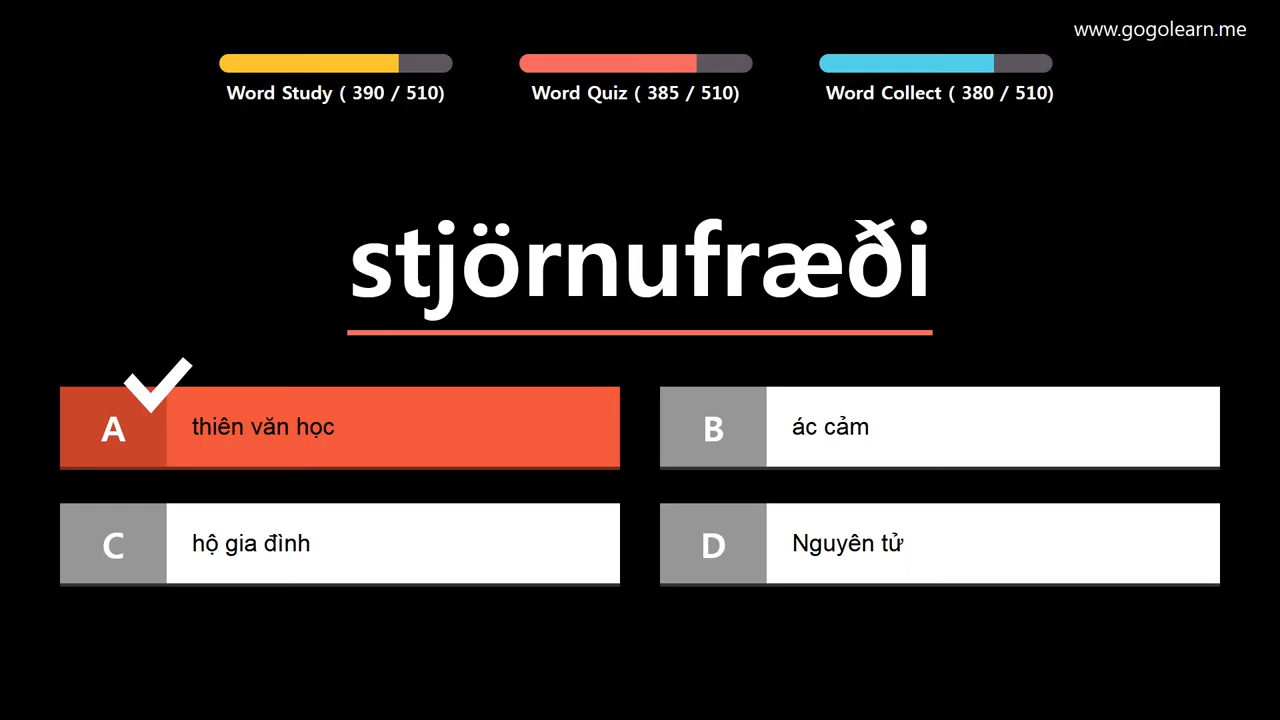 www.gogolearn.me
Word Study ( 390 / 510)
Word Quiz ( 385 / 510)
Word Collect ( 380 / 510)
stjörnufræði
A thiên văn học
B ác cảm
C hộ gia đình
D Nguyên tử